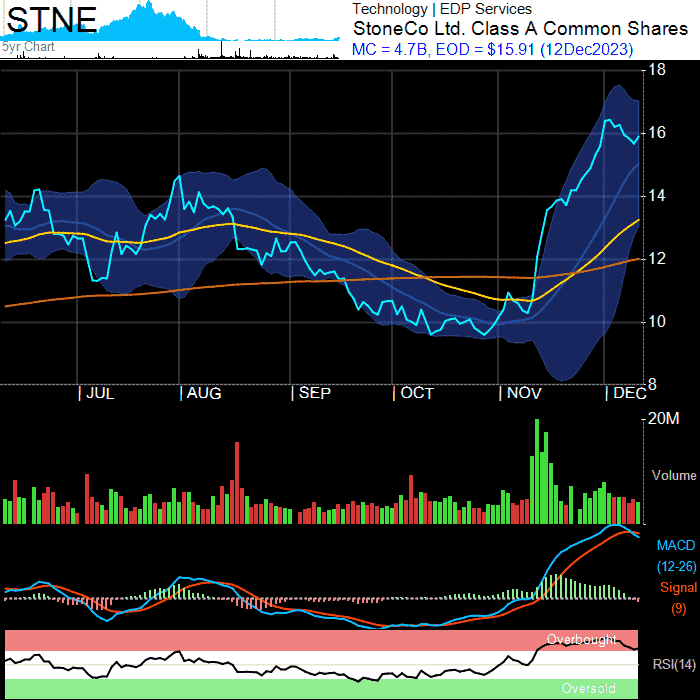 STNE
5yr Chart
Technology | EDP Services
StoneCo Ltd. Class A Common Shares
MC = 4.7B, EOD = $15.91 (12Dec2023)
18
16
14
12
10
8
| JUL | AUG | SEP | OCT | NOV | DEC
20M
Volume
MACD
(12-26)
Signal
(9)
Overbought
RSI(14)
Oversold